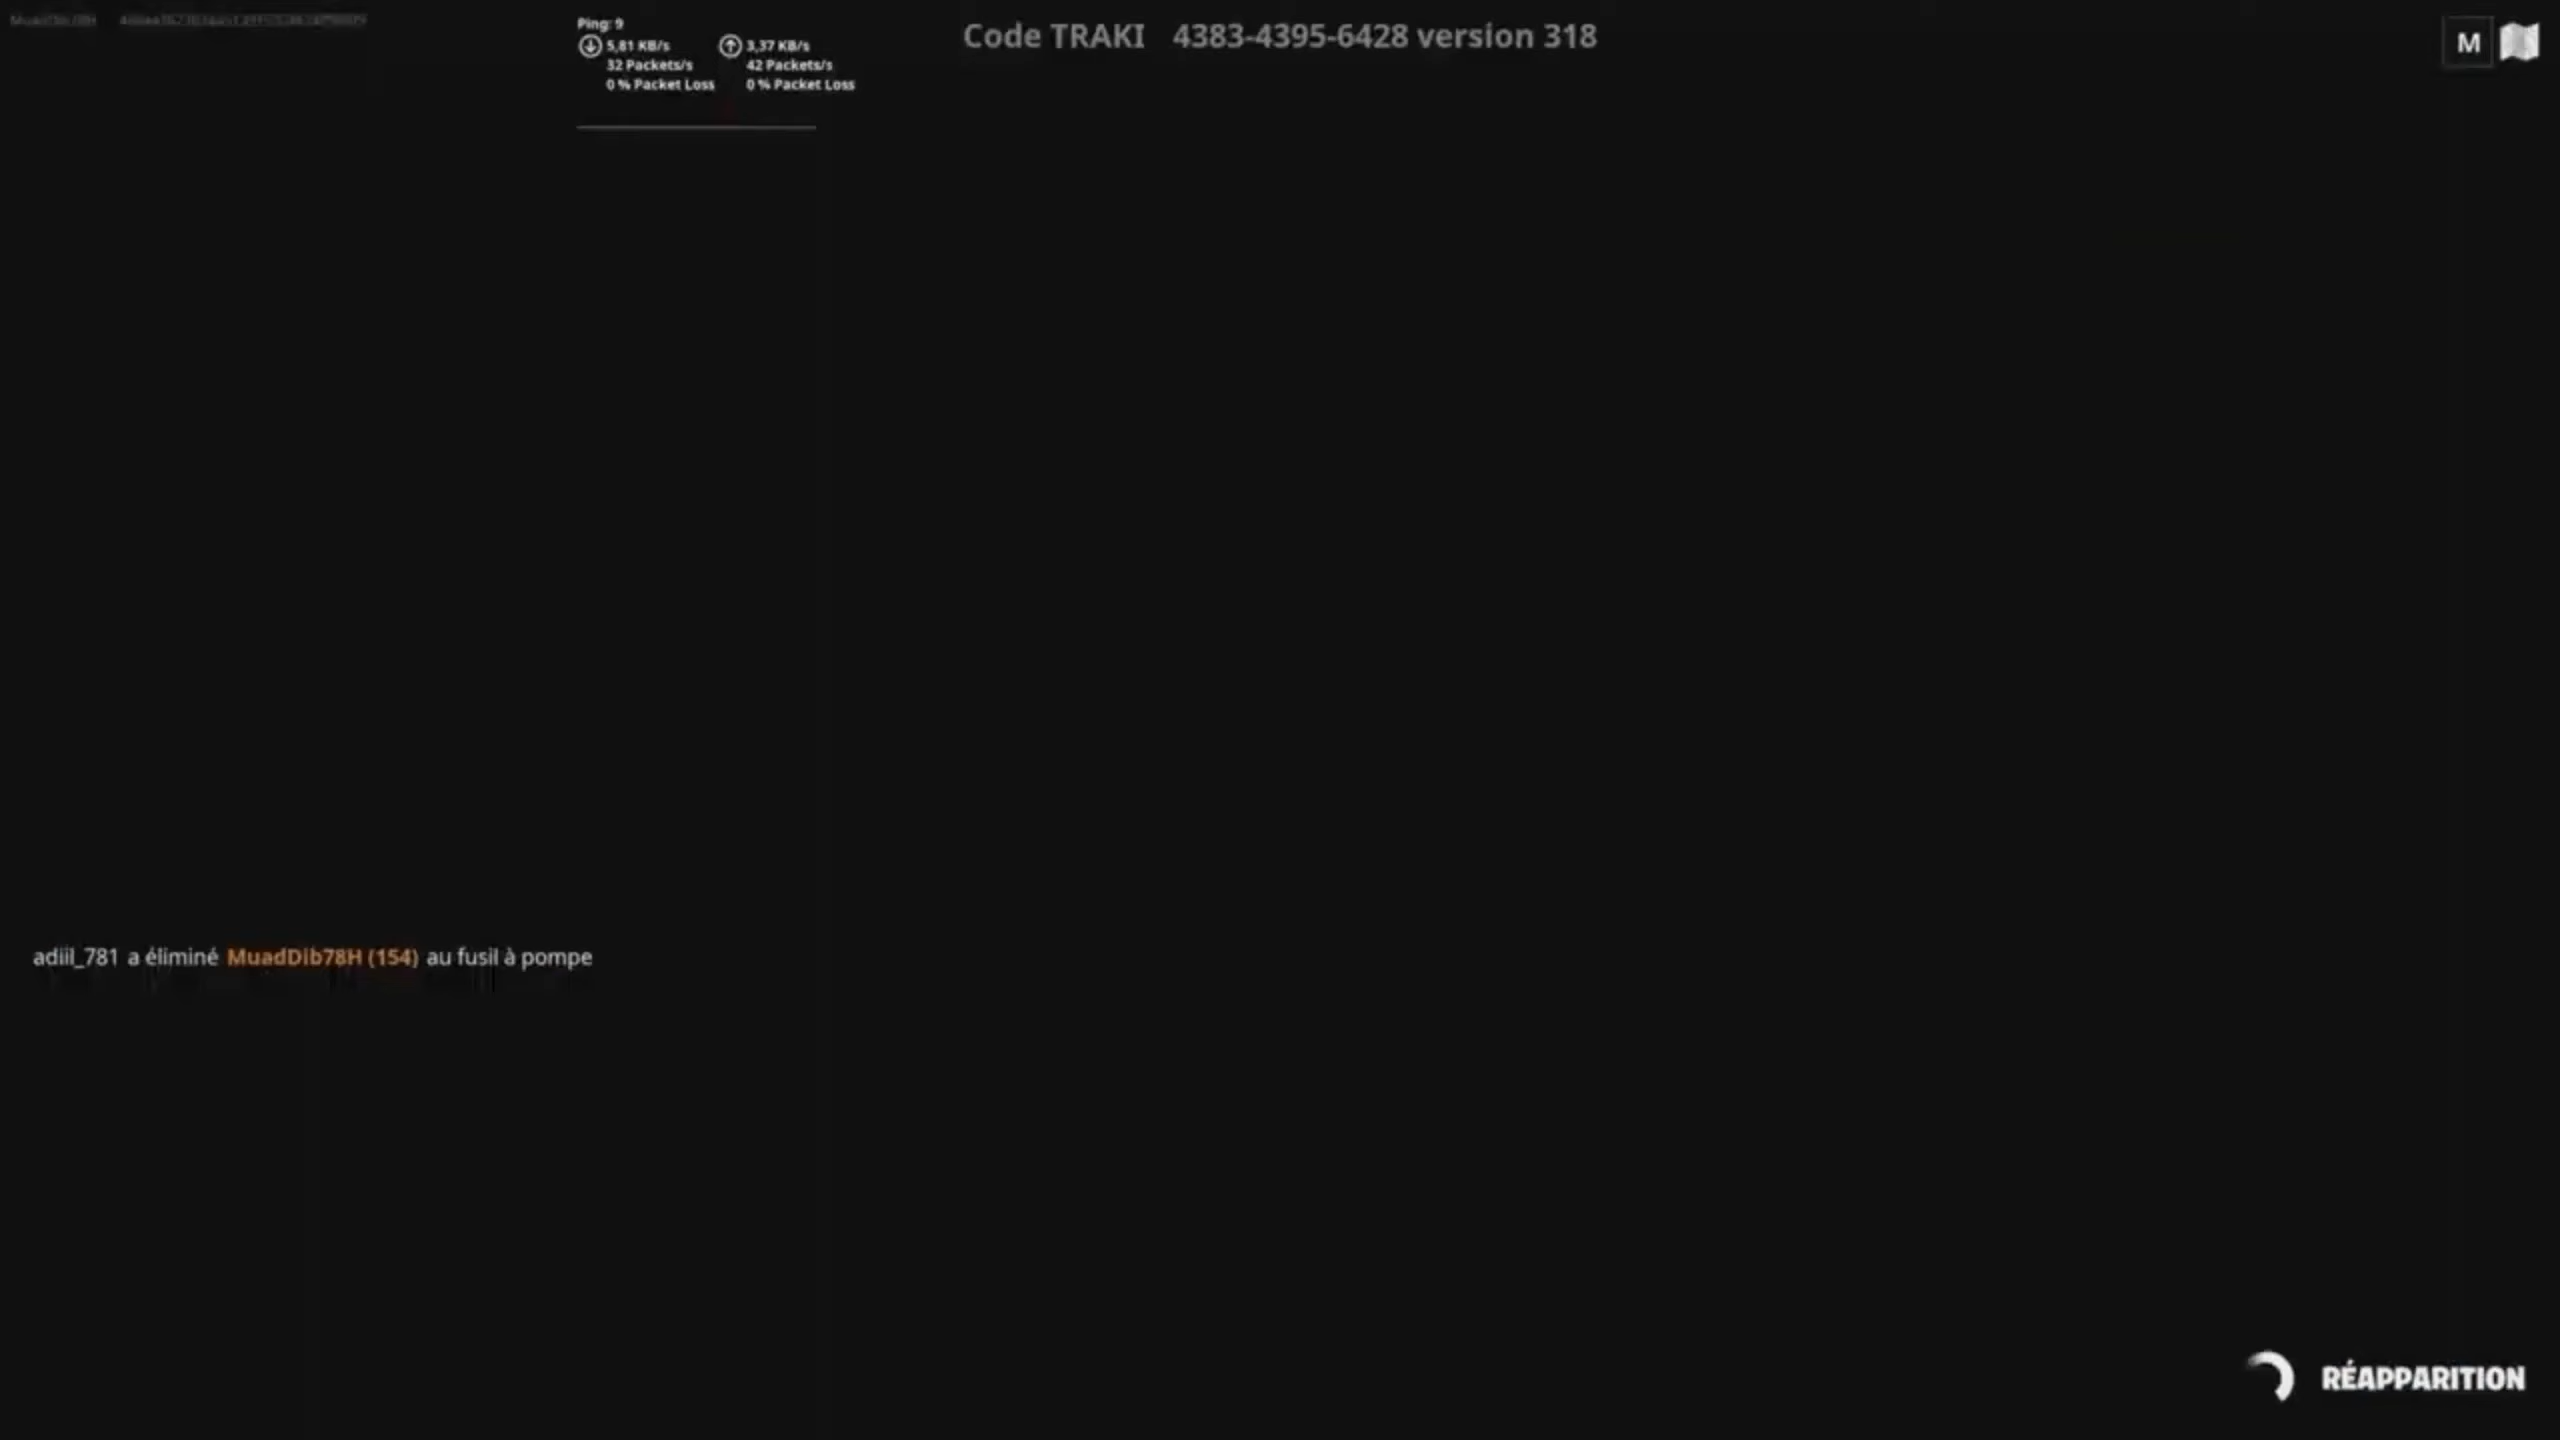 Ping: 9
5,81 KB/s
32 Packets/s
0 % Packet Loss
3,37 KB/s
42 Packets/s
0 % Packet Loss
Code TRAKI 4383-4395-6428 version 318
M
adiil_781 a éliminé MuadDib78H (154) au fusil à pompe
RÉAPPARITION